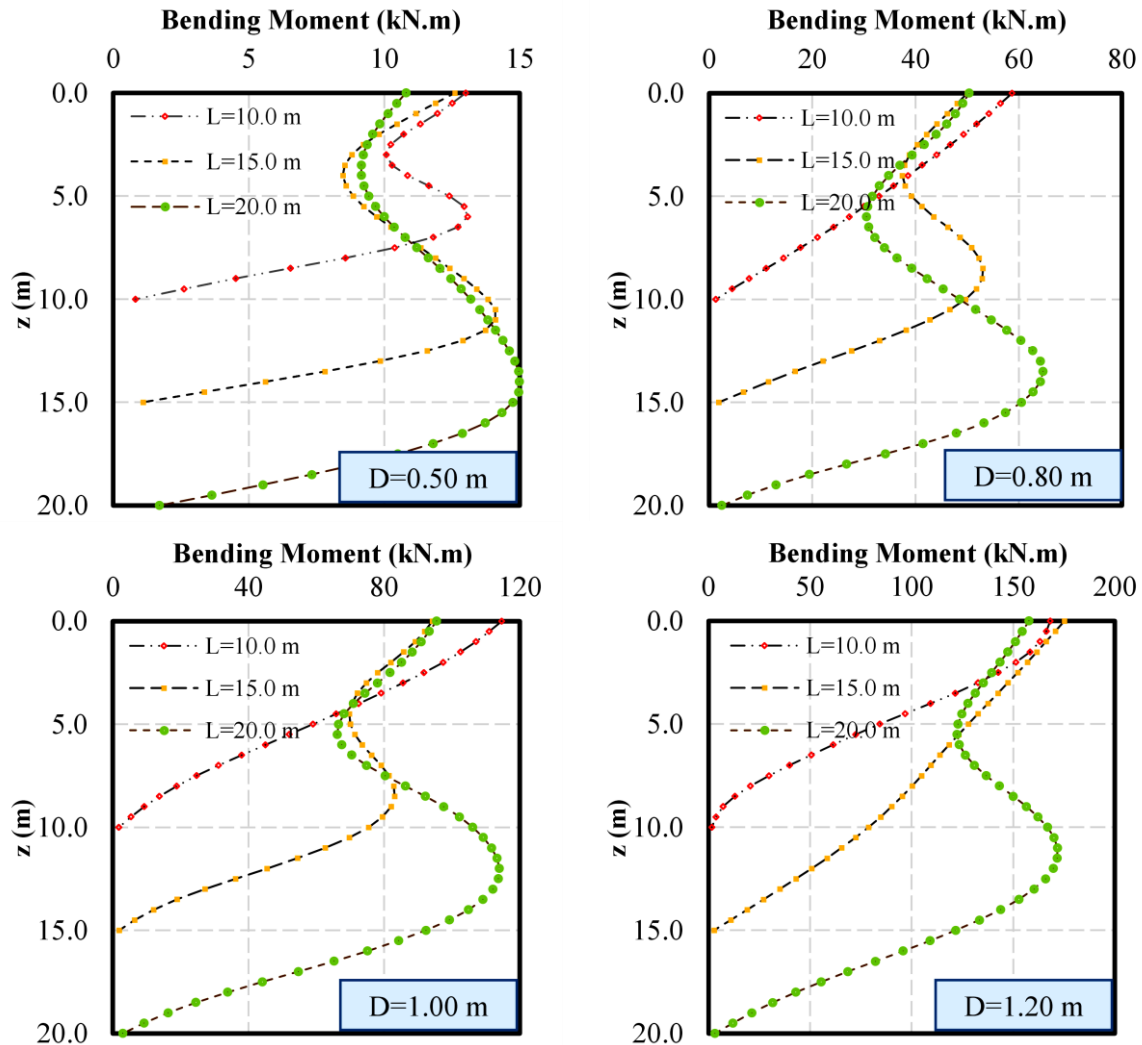 Bending Moment (kN.m)
0 5 10 15
0.0
5.0
10.0
15.0
20.0
z (m)
L=10.0 m
L=15.0 m
L=20.0 m
D=0.50 m
Bending Moment (kN.m)
0 20 40 60 80
0.0
5.0
10.0
15.0
20.0
z (m)
L=10.0 m
L=15.0 m
L=20.0 m
D=0.80 m
Bending Moment (kN.m)
0 40 80 120
0.0
5.0
10.0
15.0
20.0
z (m)
L=10.0 m
L=15.0 m
L=20.0 m
D=1.00 m
Bending Moment (kN.m)
0 50 100 150 200
0.0
5.0
10.0
15.0
20.0
z (m)
L=10.0 m
L=15.0 m
L=20.0 m
D=1.20 m